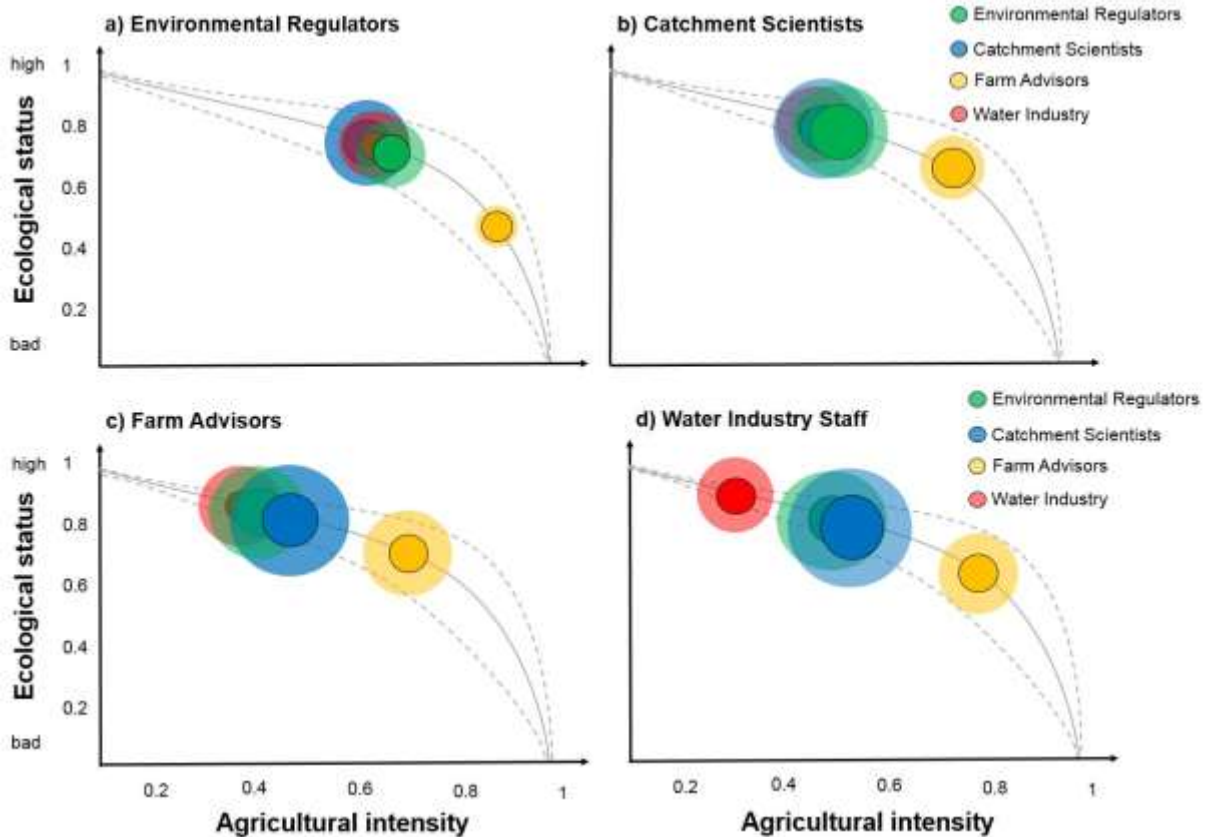 a) Environmental Regulators
b) Catchment Scientists
Environmental Regulators
Catchment Scientists
Farm Advisors
Water Industry
high 1
0.8
0.6
0.4
0.2
bad
Ecological status
c) Farm Advisors
d) Water Industry Staff
Environmental Regulators
Catchment Scientists
Farm Advisors
Water Industry
high 1
0.8
0.6
0.4
0.2
bad
Ecological status
0.2 0.4 0.6 0.8 1
0.2 0.4 0.6 0.8 1
Agricultural intensity
Agricultural intensity